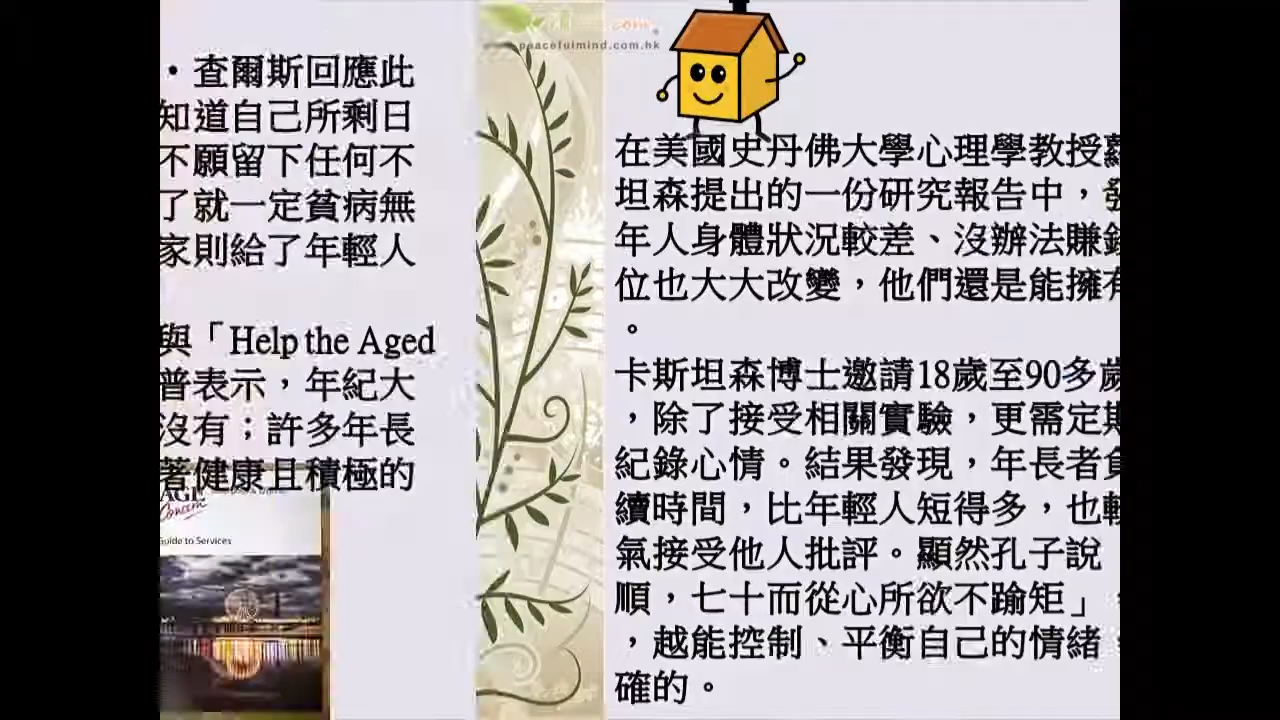 ・查爾斯回應此
知道自己所剩日
不願留下任何不
了就一定貧病無
家則給了年輕人
與「Help the Aged
普表示，年紀大
沒有；許多年長
著健康且積極的
AGE
Concern
Guide to Services
peacefulmind.com.hk
在美國史丹佛大學心理學教授蘿
坦森提出的一份研究報告中，發
年人身體狀況較差、沒辦法賺錢
位也大大改變，他們還是能擁有
。
卡斯坦森博士邀請18歲至90多歲
，除了接受相關實驗，更需定期
紀錄心情。結果發現，年長者負
續時間，比年輕人短得多，也較
氣接受他人批評。顯然孔子說
順，七十而從心所欲不踰矩」
，越能控制、平衡自己的情緒
確的。